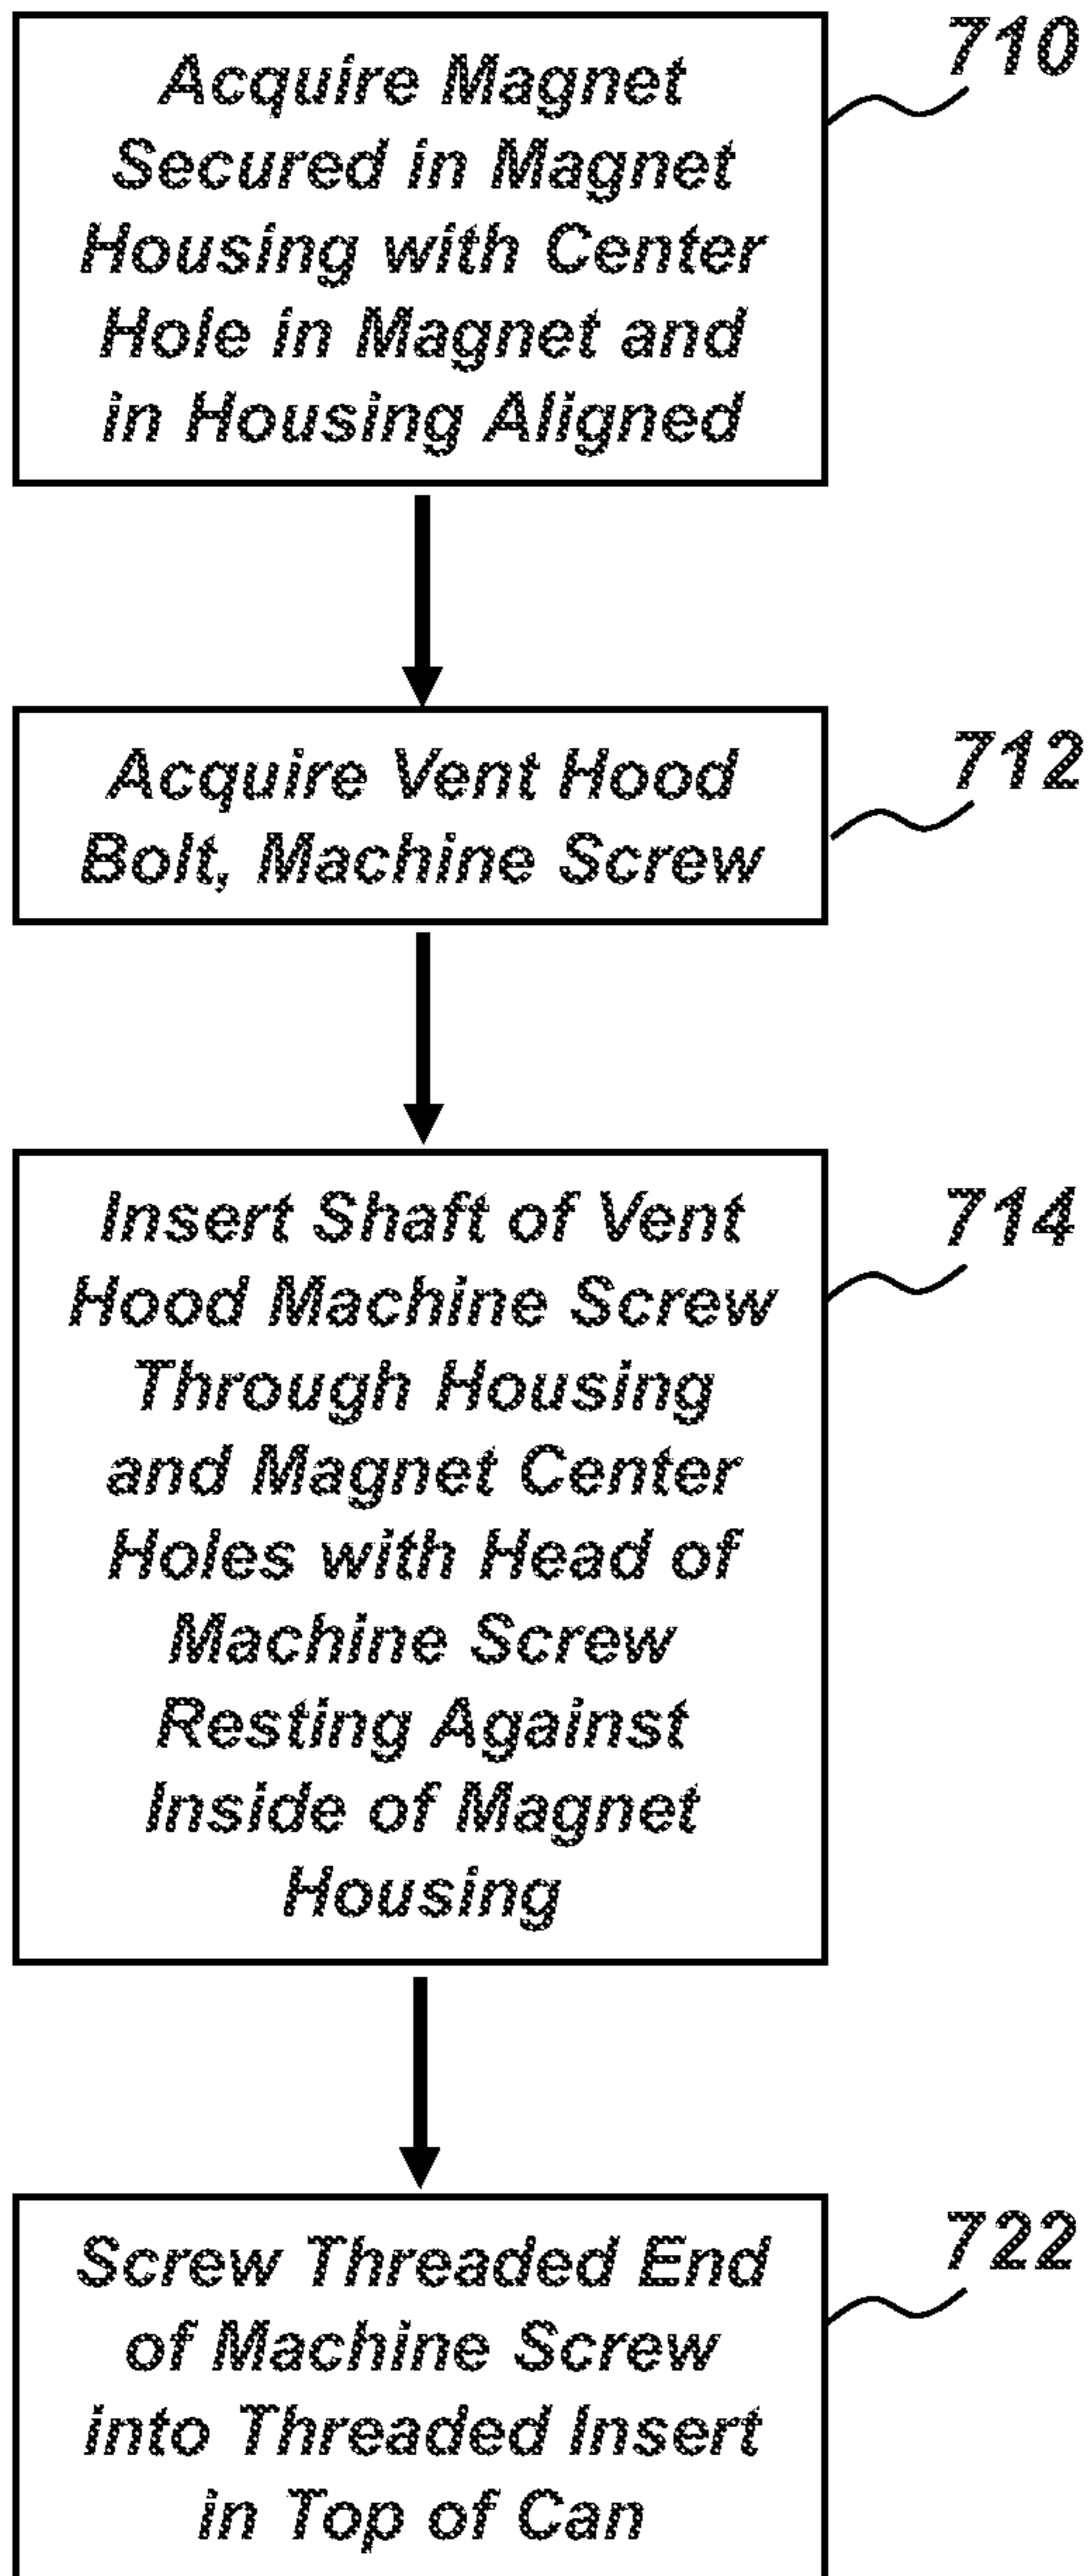 Acquire Magnet
Secured in Magnet
Housing with Center
Hole in Magnet and
in Housing Aligned
710
Acquire Vent Hood
Bolt, Machine Screw
712
Insert Shaft of Vent
Hood Machine Screw
Through Housing
and Magnet Center
Holes with Head of
Machine Screw
Resting Against
Inside of Magnet
Housing
714
Screw Threaded End
of Machine Screw
into Threaded Insert
in Top of Can
722